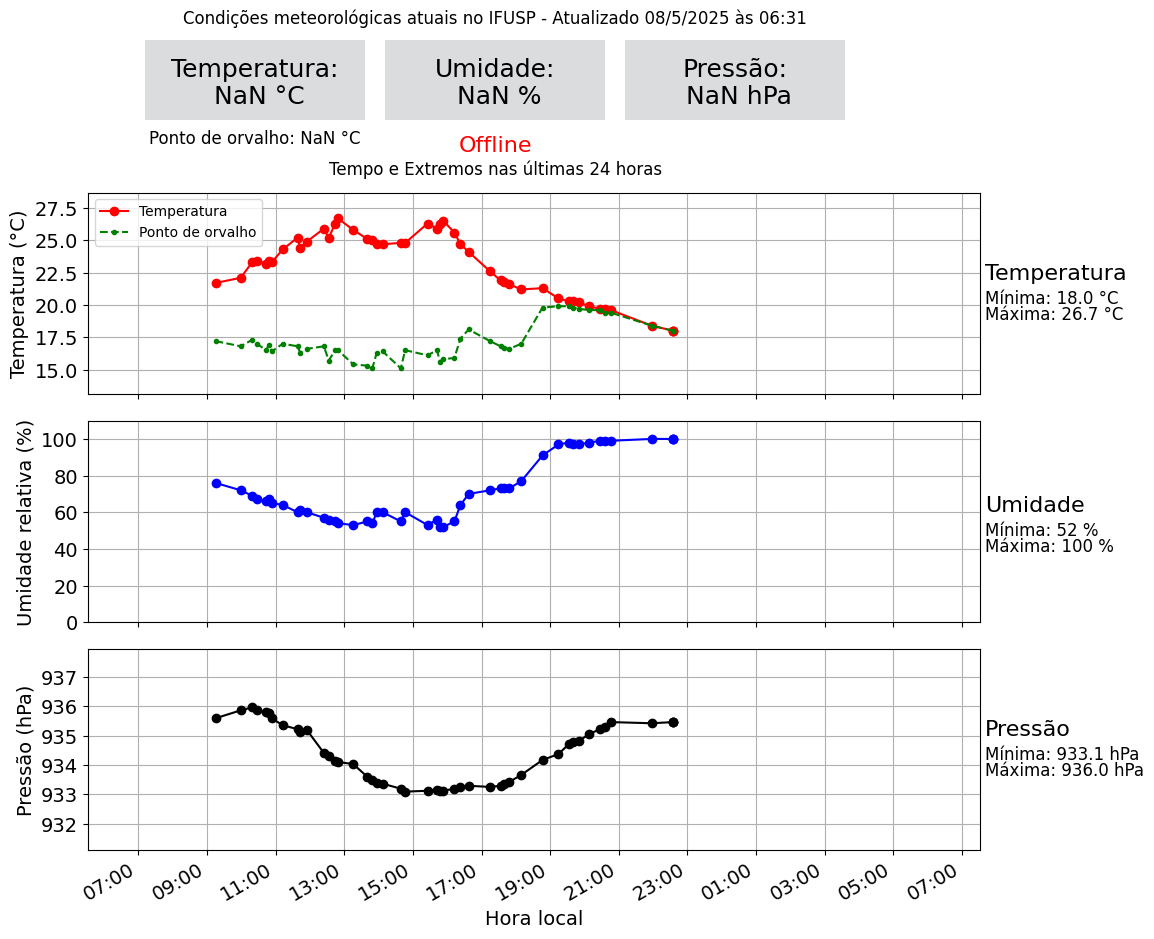 Condições meteorológicas atuais no IFUSP - Atualizado 08/5/2025 às 06:31
Temperatura:
NaN °C
Umidade:
NaN %
Pressão:
NaN hPa
Ponto de orvalho: NaN °C
Offline
Tempo e Extremos nas últimas 24 horas
Temperatura (°C)
27.5
25.0
22.5
20.0
17.5
15.0
Temperatura
Ponto de orvalho
Temperatura
Mínima: 18.0 °C
Máxima: 26.7 °C
Umidade relativa (%)
100
80
60
40
20
0
Umidade
Mínima: 52 %
Máxima: 100 %
Pressão (hPa)
937
936
935
934
933
932
Pressão
Mínima: 933.1 hPa
Máxima: 936.0 hPa
07:00
09:00
11:00
13:00
15:00
17:00
19:00
21:00
23:00
01:00
03:00
05:00
07:00
Hora local